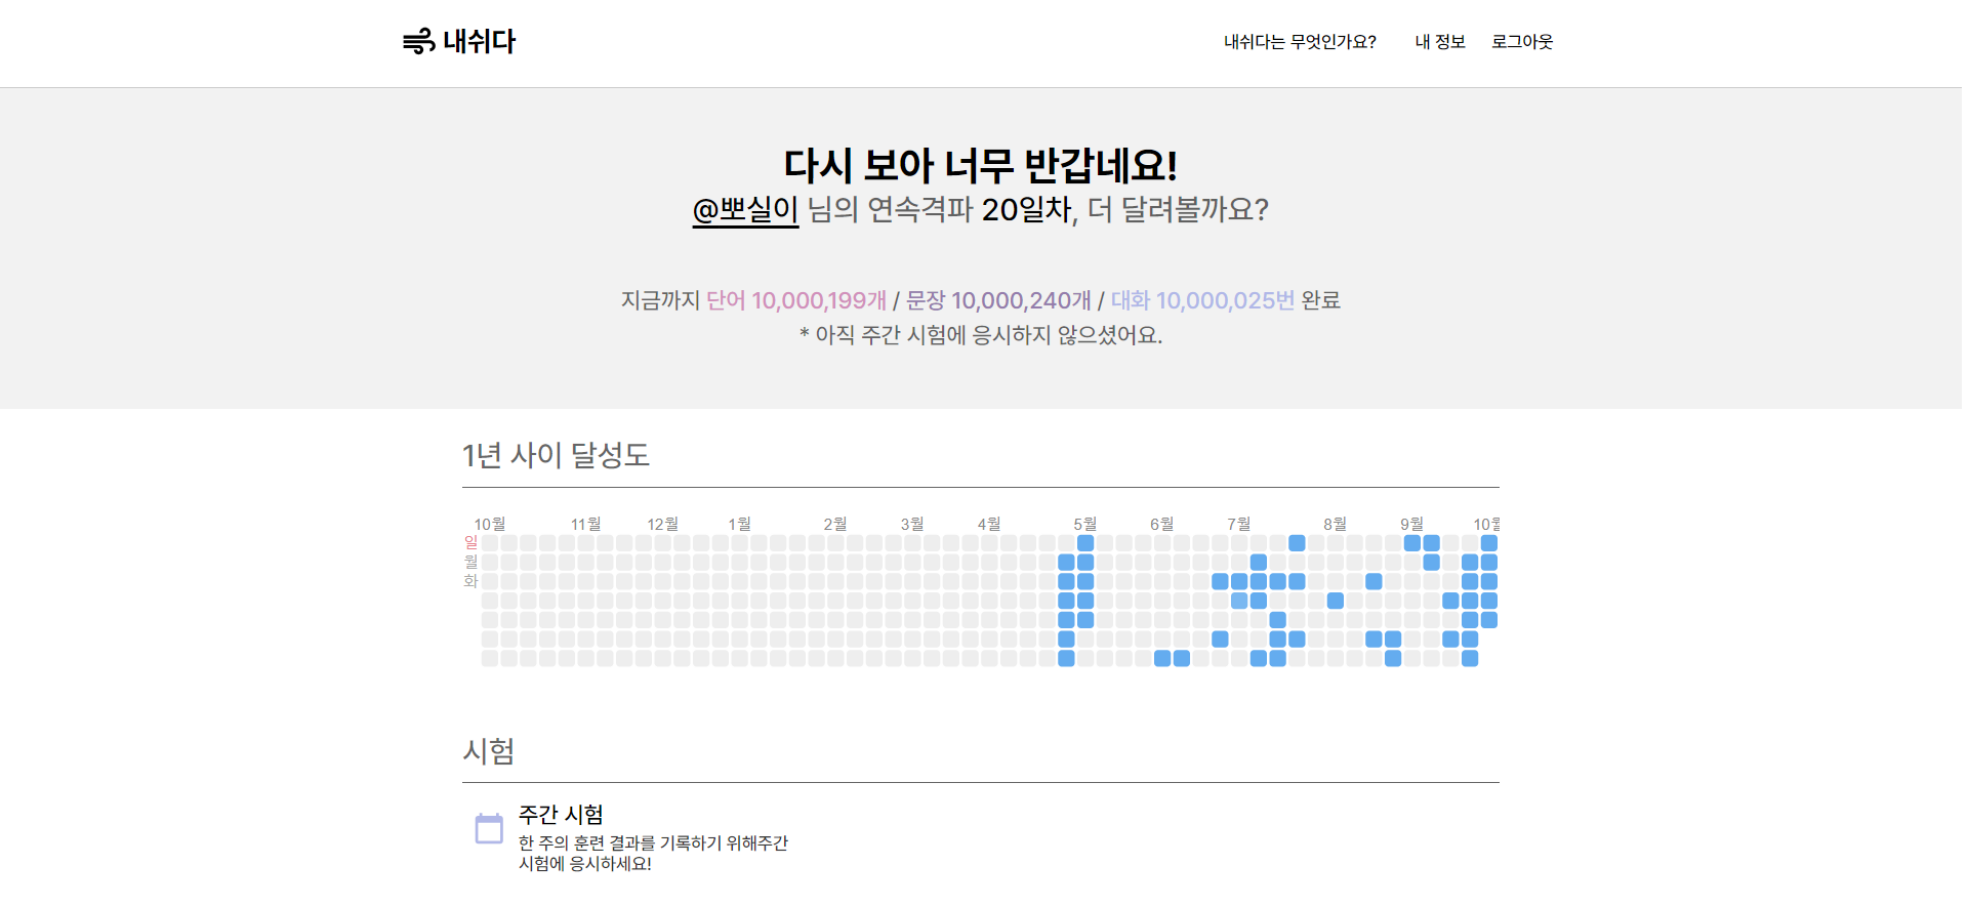 내쉬다
내쉬다는 무엇인가요? 내 정보 로그아웃
다시 보아 너무 반갑네요!
@뽀실이 님의 연속격파 20일차, 더 달려볼까요?
지금까지 단어 10,000,199개 / 문장 10,000,240개 / 대화 10,000,025번 완료
* 아직 주간 시험에 응시하지 않으셨어요.
1년 사이 달성도
10월 11월 12월 1월 2월 3월 4월 5월 6월 7월 8월 9월 10월
일
월
화
시험
주간 시험
한 주의 훈련 결과를 기록하기 위해주간
시험에 응시하세요!